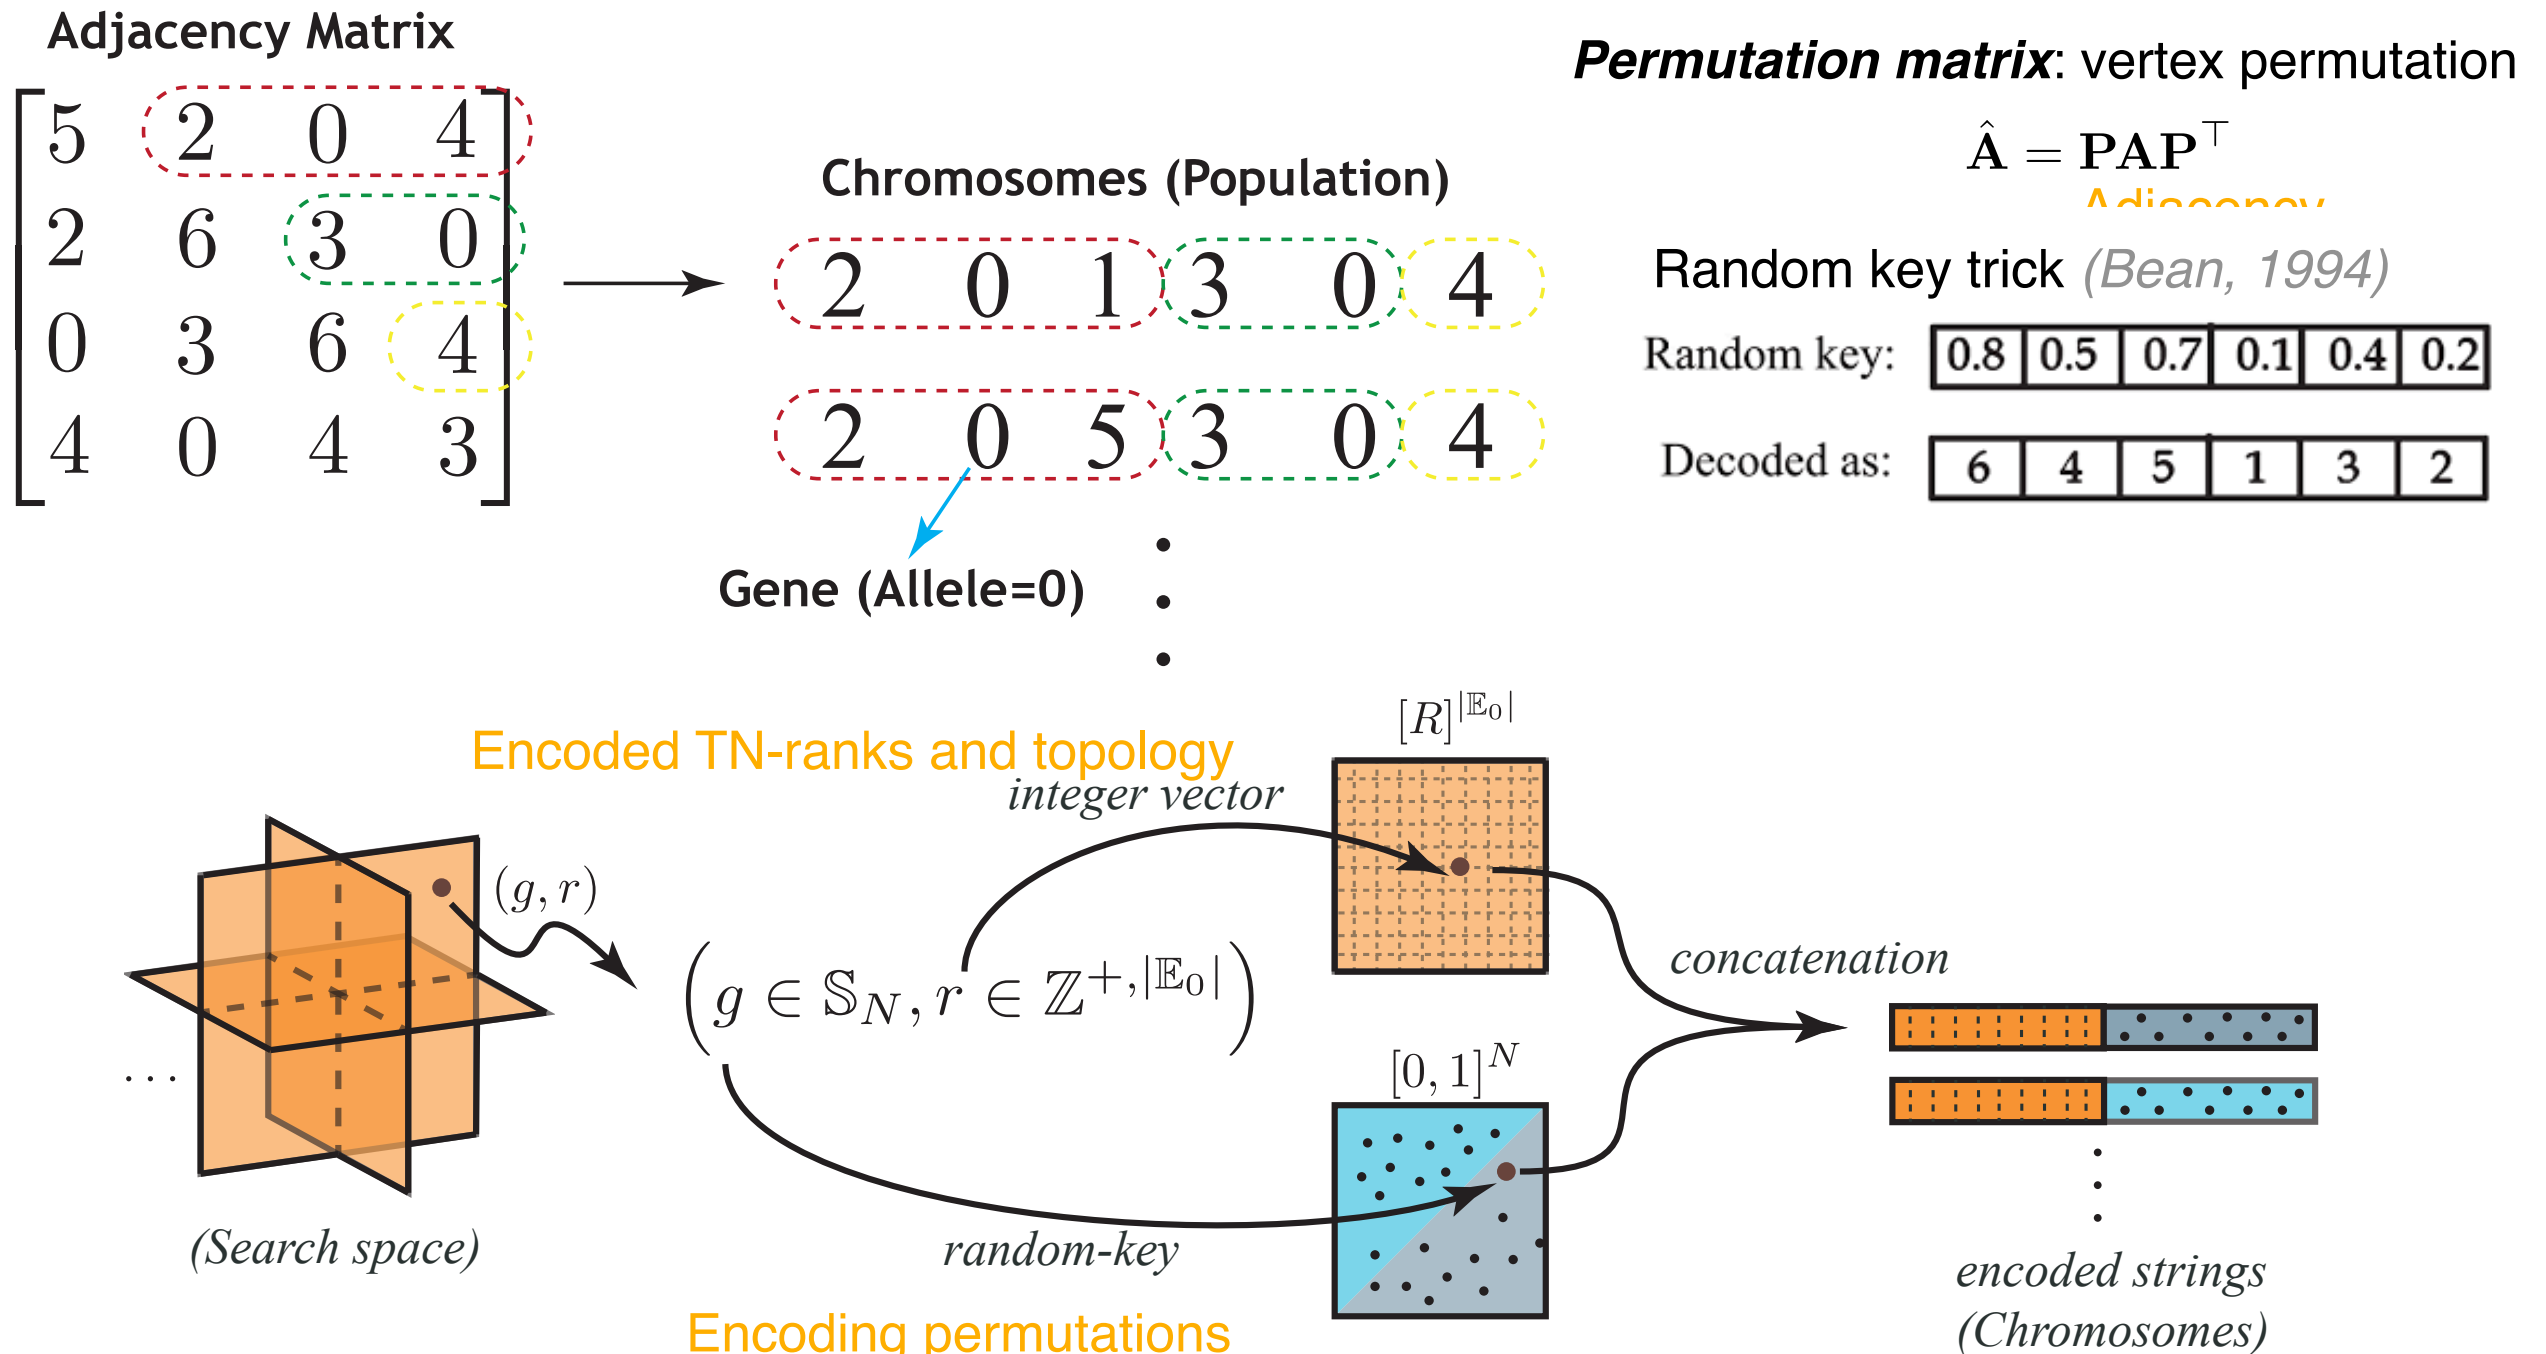 Adjacency Matrix
5 2 0 4
2 6 3 0
0 3 6 4
4 0 4 3
Chromosomes (Population)
2 0 1 3 0 4
2 0 5 3 0 4
Gene (Allele=0)
Permutation matrix: vertex permutation
Â = PAP⊤
Adjacency
Random key trick (Bean, 1994)
Random key: 0.8 0.5 0.7 0.1 0.4 0.2
Decoded as: 6 4 5 1 3 2
Encoded TN-ranks and topology
[R]^|𝔼₀|
integer vector
(g, r)
(g ∈ 𝕊_N, r ∈ ℤ^{+,|𝔼₀|})
concatenation
[0, 1]^N
...
(Search space)
random-key
encoded strings
(Chromosomes)
Encoding permutations